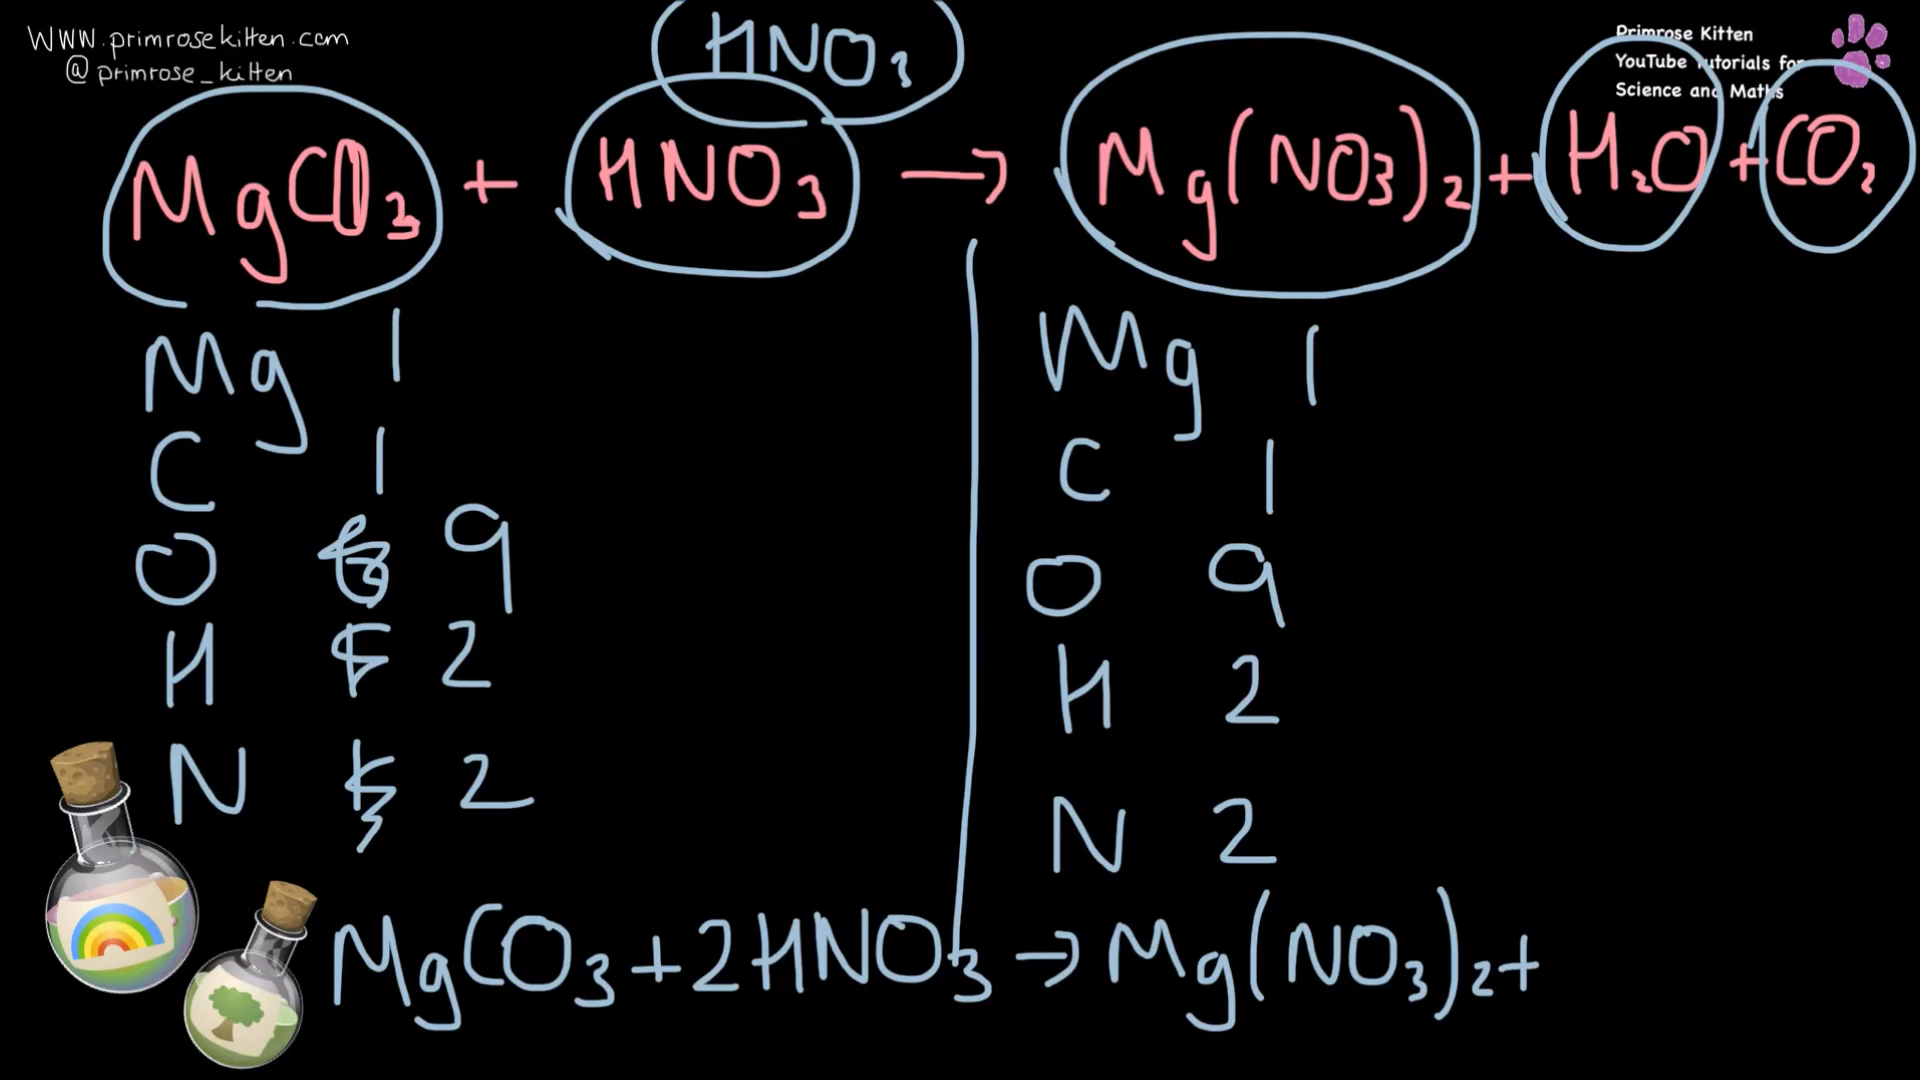 www.primrosekitten.com
@primrose_kitten
HNO₃
Primrose Kitten
YouTube Tutorials for
Science and Maths
MgCO₃ + HNO₃ → Mg(NO₃)₂ + H₂O + CO₂
Mg 1
C 1
O 9
H 2
N 2
Mg 1
C 1
O 9
H 2
N 2
MgCO₃ + 2HNO₃ → Mg(NO₃)₂ +